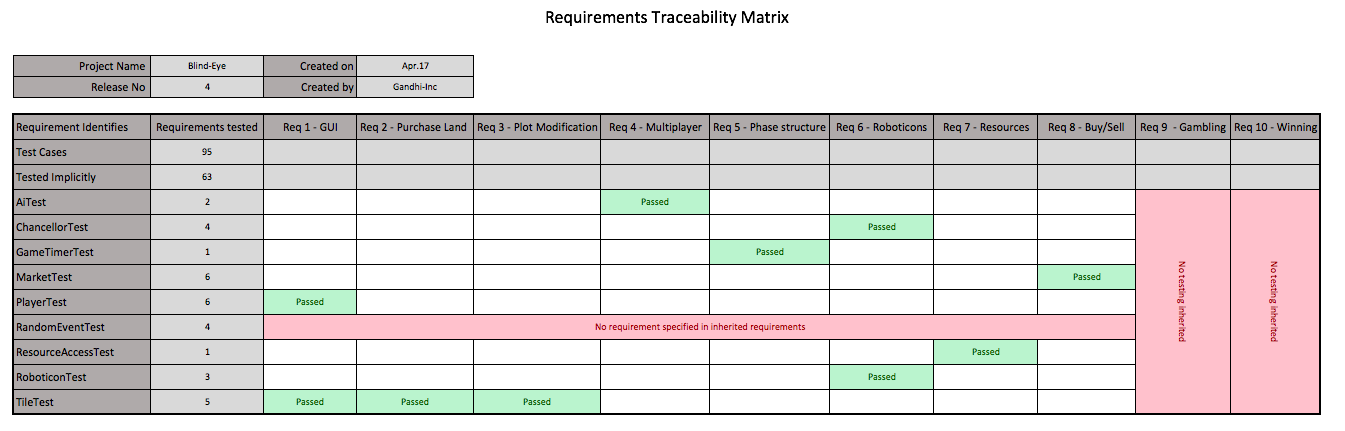 Requirements Traceability Matrix
Project Name Blind-Eye Created on Apr.17
Release No 4 Created by Gandhi-Inc
Requirement Identifies Requirements tested Req 1 - GUI Req 2 - Purchase Land Req 3 - Plot Modification Req 4 - Multiplayer Req 5 - Phase structure Req 6 - Roboticons Req 7 - Resources Req 8 - Buy/Sell Req 9 - Gambling Req 10 - Winning
Test Cases 95
Tested Implicitly 63
AiTest 2 Passed
ChancellorTest 4 Passed
GameTimerTest 1 Passed
MarketTest 6 Passed
PlayerTest 6 Passed
RandomEventTest 4 No requirement specified in inherited requirements
ResourceAccessTest 1 Passed
RoboticonTest 3 Passed
TileTest 5 Passed Passed Passed
No testing inherited
No testing inherited